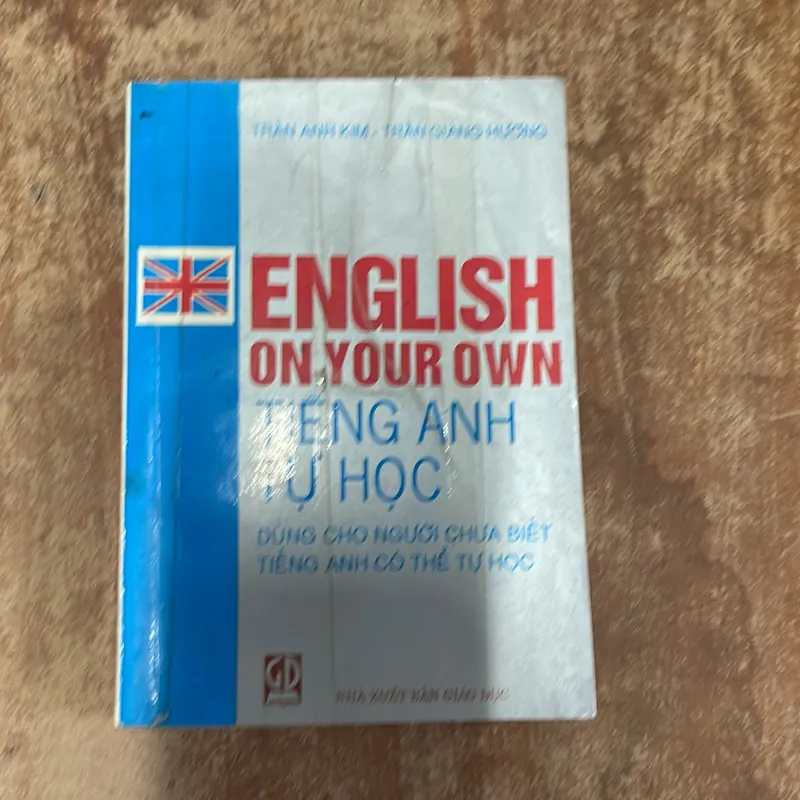 TRẦN ANH KIM - TRẦN GIÁNG HƯƠNG
ENGLISH
ON YOUR OWN
TIẾNG ANH
TỰ HỌC
DÙNG CHO NGƯỜI CHƯA BIẾT
TIẾNG ANH CÓ THỂ TỰ HỌC
GD
NHÀ XUẤT BẢN GIÁO DỤC